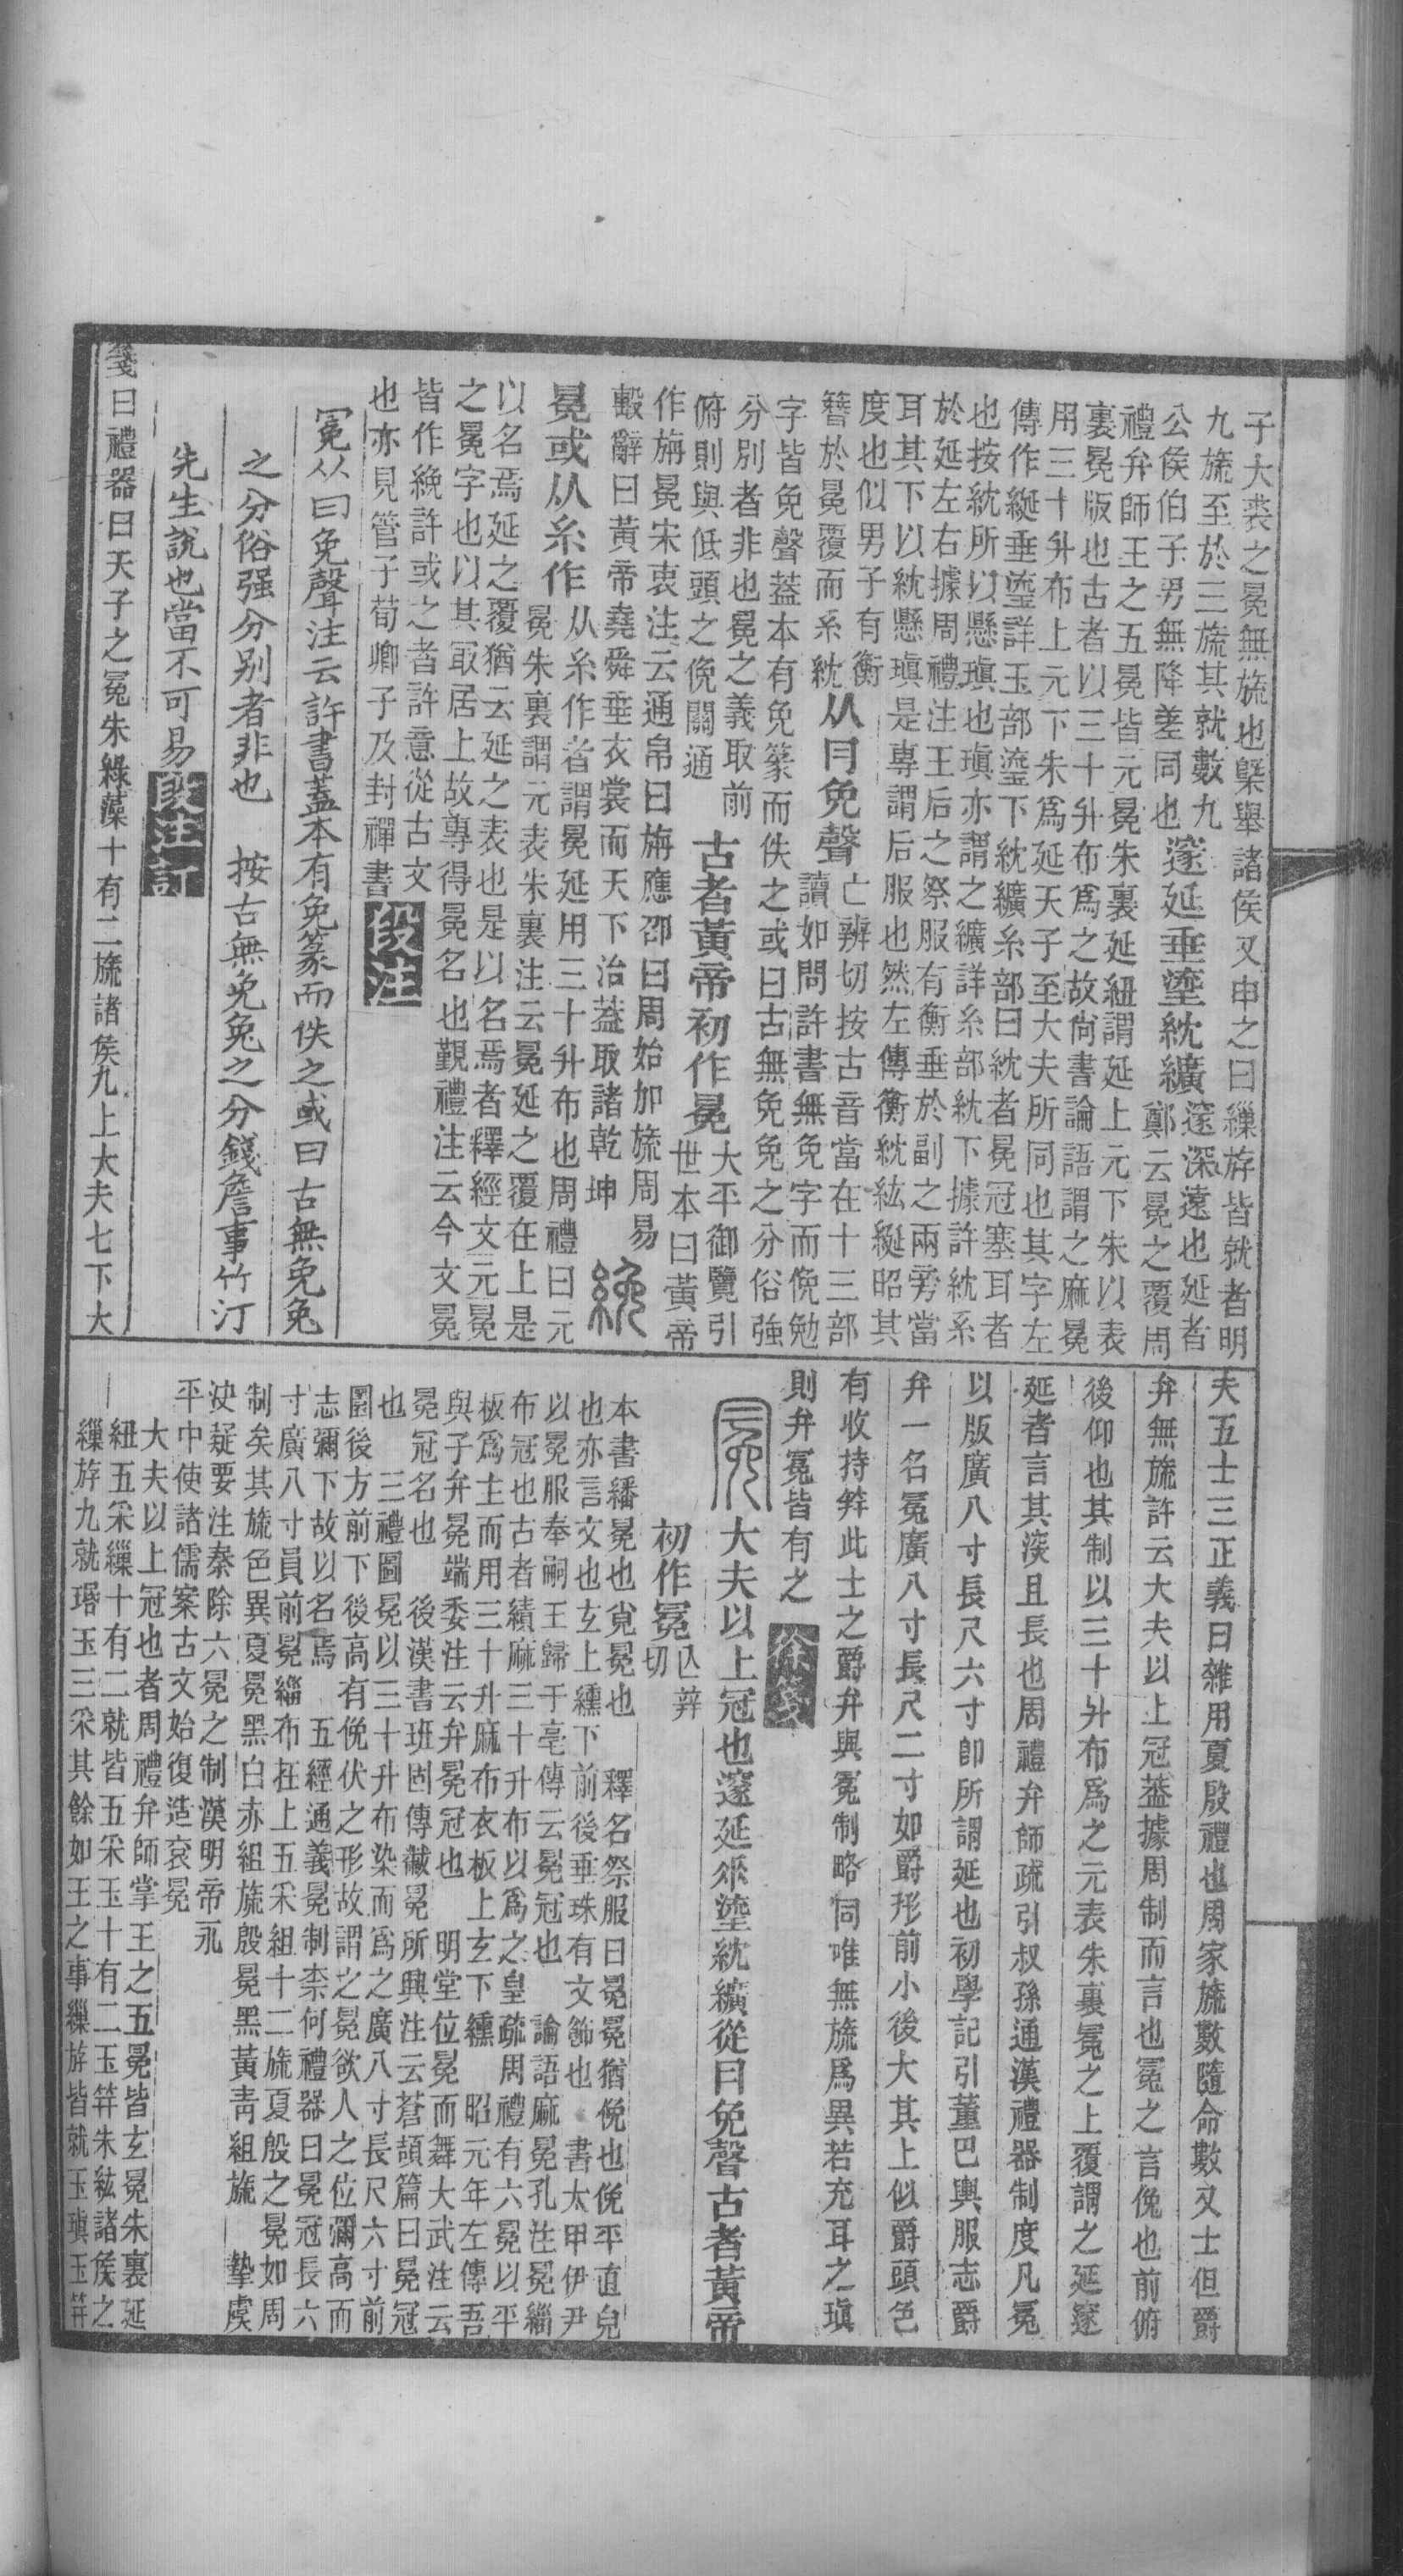 子大裘之冕無旒也槩舉諸侯又申之曰繅斿皆就者明
九旒至於三旒其就數九
公侯伯子男無降差同也
邃延垂瑬紞纊
邃深遠也延者
鄭云冕之覆周
禮弁師王之五冕皆元冕朱裏延紐謂延上元下朱以表
裏冕版也古者以三十升布爲之故尙書論語謂之麻冕
用三十升布上元下朱爲延天子至大夫所同也其字左
傳作綖垂瑬詳玉部瑬下紞纊糸部曰紞者冕冠塞耳者
也按紞所以懸瑱也瑱亦謂之纊詳糸部紞下據許紞系
於延左右據周禮注王后之祭服有衡垂於副之兩旁當
耳其下以紞懸瑱是專謂后服也然左傳衡紞紘綖昭其
度也似男子有衡
簪於冕覆而系紞
从冃免聲
亡辨切按古音當在十三部
讀如問許書無免字而俛勉
字皆免聲蓋本有免篆而佚之或曰古無免兔之分俗強
分別者非也冕之義取前
俯則與低頭之俛關通
古者黃帝初作冕
大平御覽引
世本曰黃帝
作旃冕宋衷注云通帛曰旃應邵曰周始加旒周易
毄辭曰黃帝堯舜垂衣裳而天下治蓋取諸乾坤
絻
冕或从糸作
从糸作者謂冕延用三十升布也周禮曰元
冕朱裏謂元表朱裏注云冕延之覆在上是
以名焉延之覆猶云延之表也是以名焉者釋經文元冕
之冕字也以其㝡居上故專得冕名也覲禮注云今文冕
皆作絻許或之者許意從古文
也亦見管子荀卿子及封禪書
段注
冕从曰免聲注云許書蓋本有免篆而佚之或曰古無免兔
之分俗强分别者非也　按古無免兔之分錢詹事竹汀
先生說也當不可易
段注訂
箋曰禮器曰天子之冕朱綠藻十有二旒諸侯九上大夫七下大
夫五士三正義曰雜用夏殷禮也周家旒數隨命數又士但爵
弁無旒許云大夫以上冠葢據周制而言也冕之言俛也前俯
後仰也其制以三十升布爲之元表朱裏冕之上覆謂之延邃
延者言其深且長也周禮弁師疏引叔孫通漢禮器制度凡冕
以版廣八寸長尺六寸卽所謂延也初學記引董巴輿服志爵
弁一名冕廣八寸長尺二寸如爵形前小後大其上似爵頭色
有收持笄此士之爵弁與冕制略同唯無旒爲異若充耳之瑱
則弁冕皆有之
徐箋
冕
大夫以上冠也邃延垂瑬紞纊從曰免聲古者黃帝
初作冕
亾辡
切
本書繙冕也覍冕也　釋名祭服曰冕冕猶俛也俛平直皃
也亦言文也玄上纁下前後垂珠有文飾也　書太甲伊尹
以冕服奉嗣王歸于亳傳云冕冠也　論語麻冕孔注冕緇
布冠也古者績麻三十升布以爲之皇疏周禮有六冕以平
板爲主而用三十升麻布衣板上玄下纁　昭元年左傳吾
與子弁冕端委注云弁冕冠也　明堂位冕而舞大武注云
冕冠名也　後漢書班固傳黻冕所興注云蒼頡篇曰冕冠
也　三禮圖冕以三十升布染而爲之廣八寸長尺六寸前
圜後方前下後高有俛伏之形故謂之冕欲人之位彌高而
志彌下故以名焉　五經通義冕制柰何禮器曰冕冠長六
寸廣八寸員前冕緇布在上五采組十二旒夏殷之冕如周
制矣其旒色異夏冕黑白赤組旒殷冕黑黃靑組旒　摯虞
決疑要注秦除六冕之制漢明帝永
平中使諸儒案古文始復造袞冕
大夫以上冠也者周禮弁師掌王之五冕皆玄冕朱裏延
紐五采繅十有二就皆五采玉十有二玉笄朱紘諸侯之
繅斿九就瑉玉三采其餘如王之事繅斿皆就玉瑱玉笄